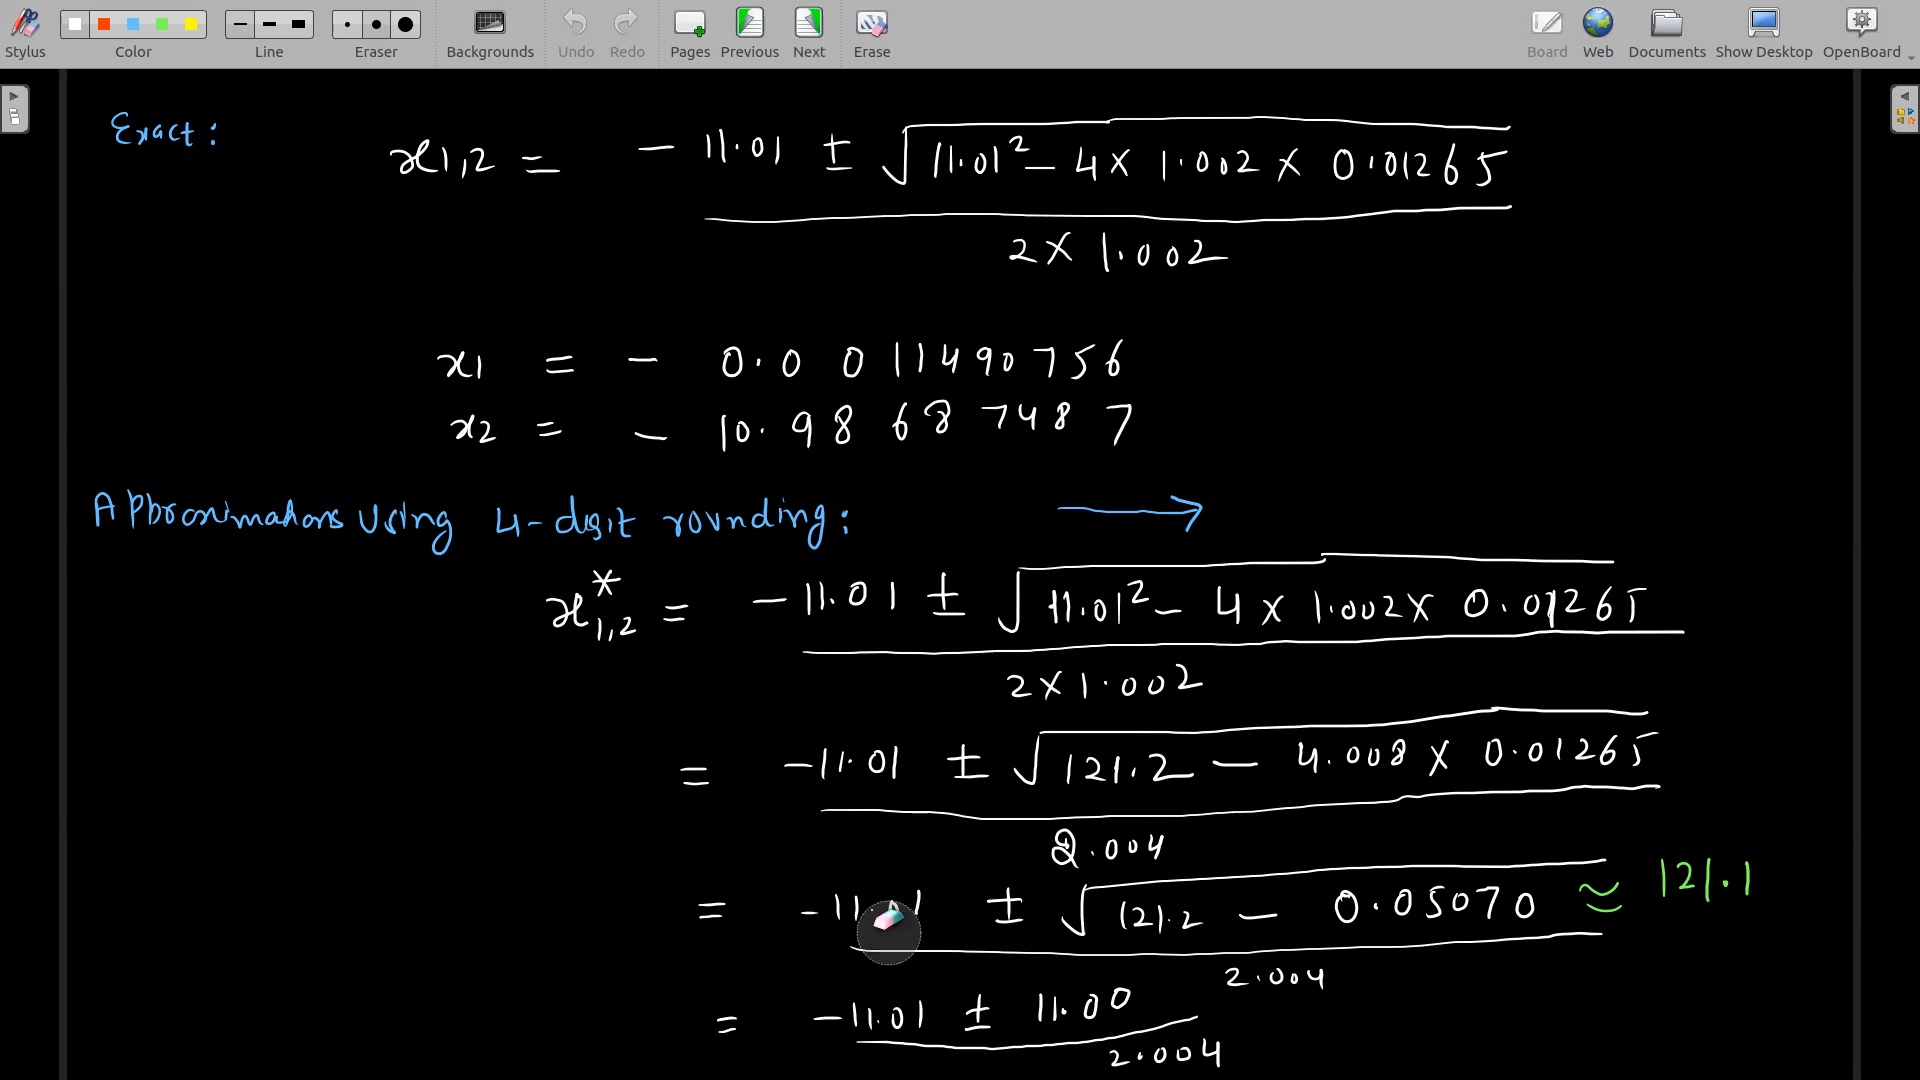 Stylus Color Line Eraser Backgrounds Undo Redo Pages Previous Next Erase Board Web Documents Show Desktop OpenBoard
Exact:
x1,2 = - 11.01 ± √11.01² - 4 × 1.002 × 0.01265
2 × 1.002
x1 = - 0.0011490756
x2 = - 10.98687487
Approximations using 4-digit rounding: →
x*1,2 = - 11.01 ± √11.01² - 4 × 1.002 × 0.01265
2 × 1.002
= -11.01 ± √121.2 - 4.008 × 0.01265
2.004
= ± √121.2 - 0.05070 ≈ 121.1
2.004
= -11.01 ± 11.00
2.004